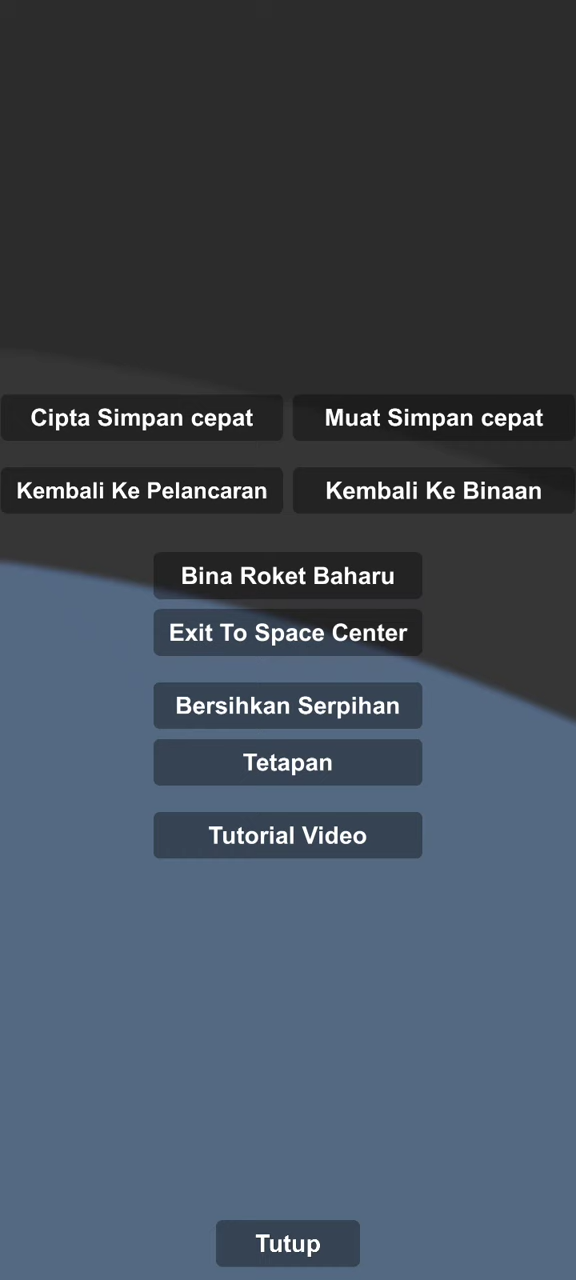 Cipta Simpan cepat
Muat Simpan cepat
Kembali Ke Pelancaran
Kembali Ke Binaan
Bina Roket Baharu
Exit To Space Center
Bersihkan Serpihan
Tetapan
Tutorial Video
Tutup